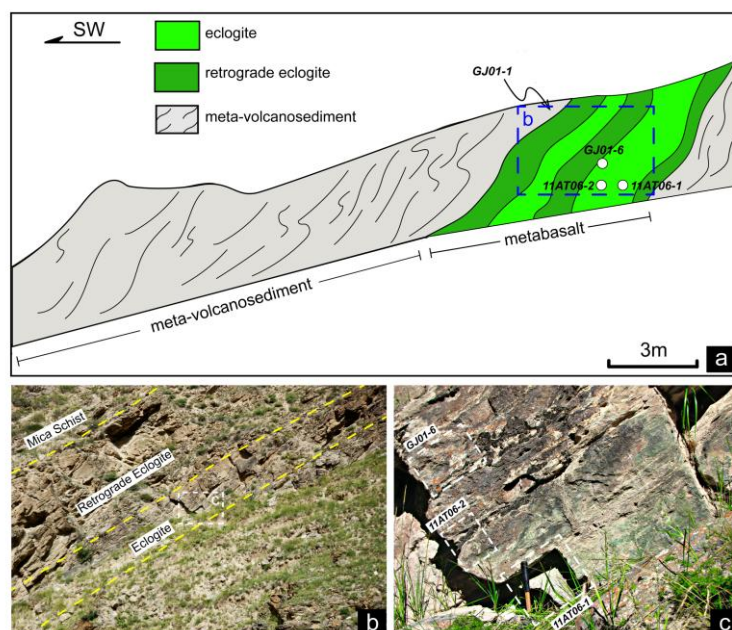 SW
eclogite
retrograde eclogite
meta-volcanosediment
GJ01-1
b
GJ01-6
11AT06-2
11AT06-1
metabasalt
meta-volcanosediment
3m
a
Mica Schist
Retrograde Eclogite
Eclogite
c
b
GJ01-6
11AT06-2
11AT06-1
c